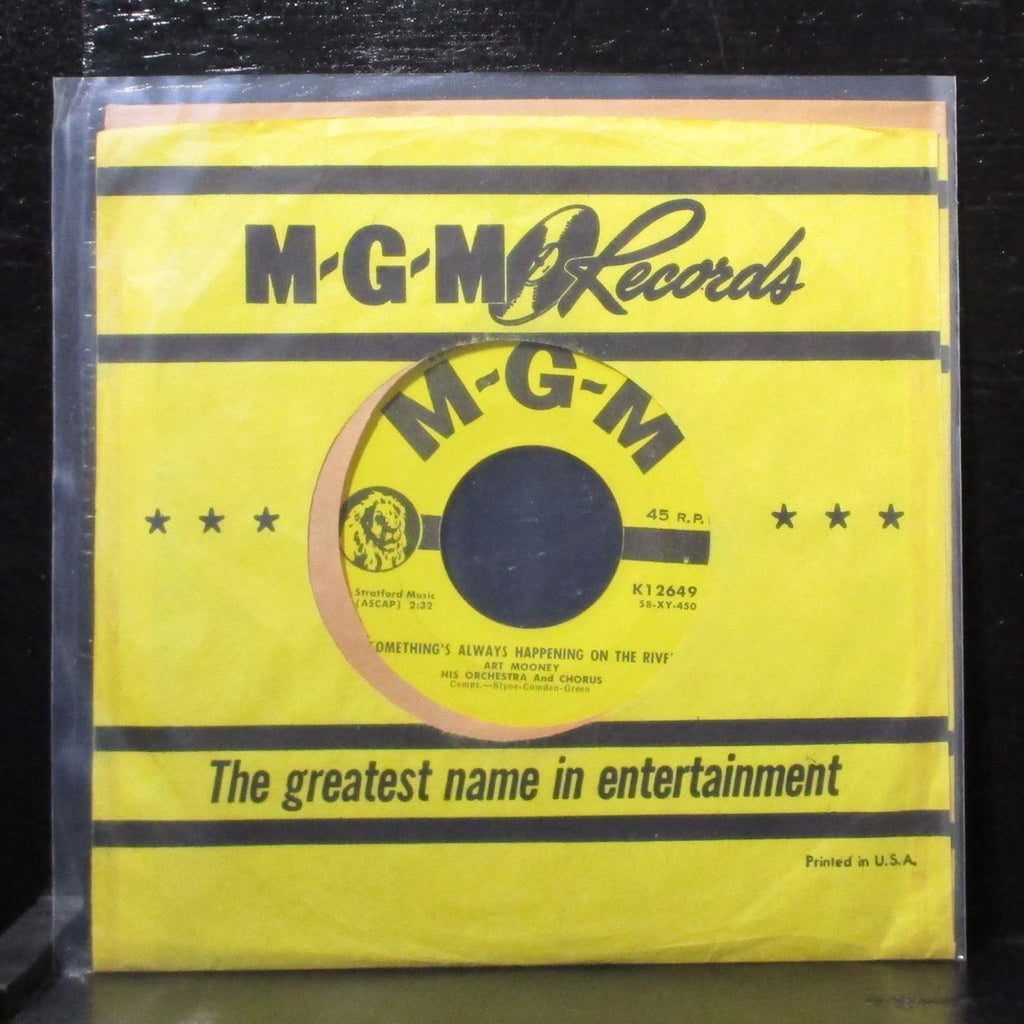 M-G-M Records
M-G-M
45 R.P.
Stratford Music
(ASCAP) 2:32
K12649
58-XY-450
OMETHING'S ALWAYS HAPPENING ON THE RIVE
ART MOONEY
HIS ORCHESTRA And CHORUS
Comps.—Styne-Comden-Green
The greatest name in entertainment
Printed in U.S.A.